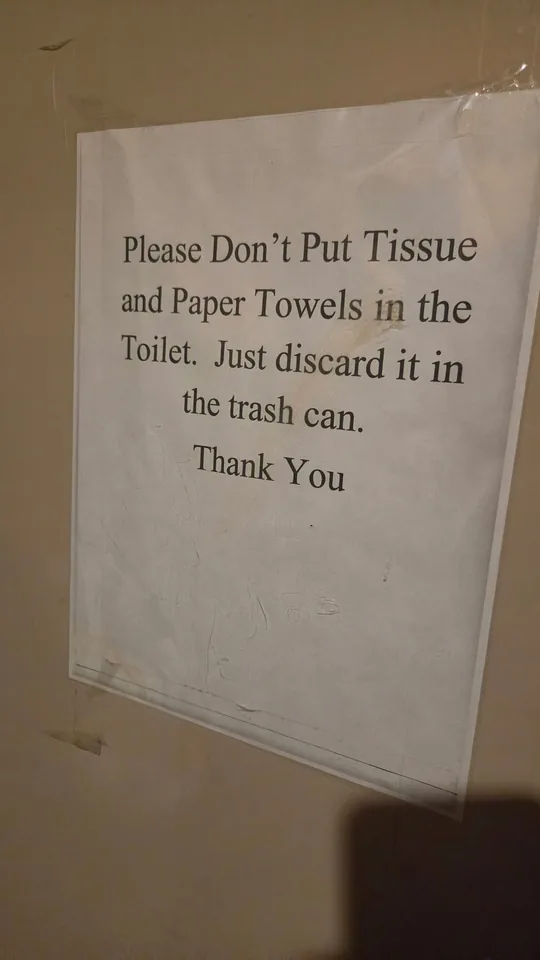 Please Don’t Put Tissue
and Paper Towels in the
Toilet.  Just discard it in
the trash can.
Thank You